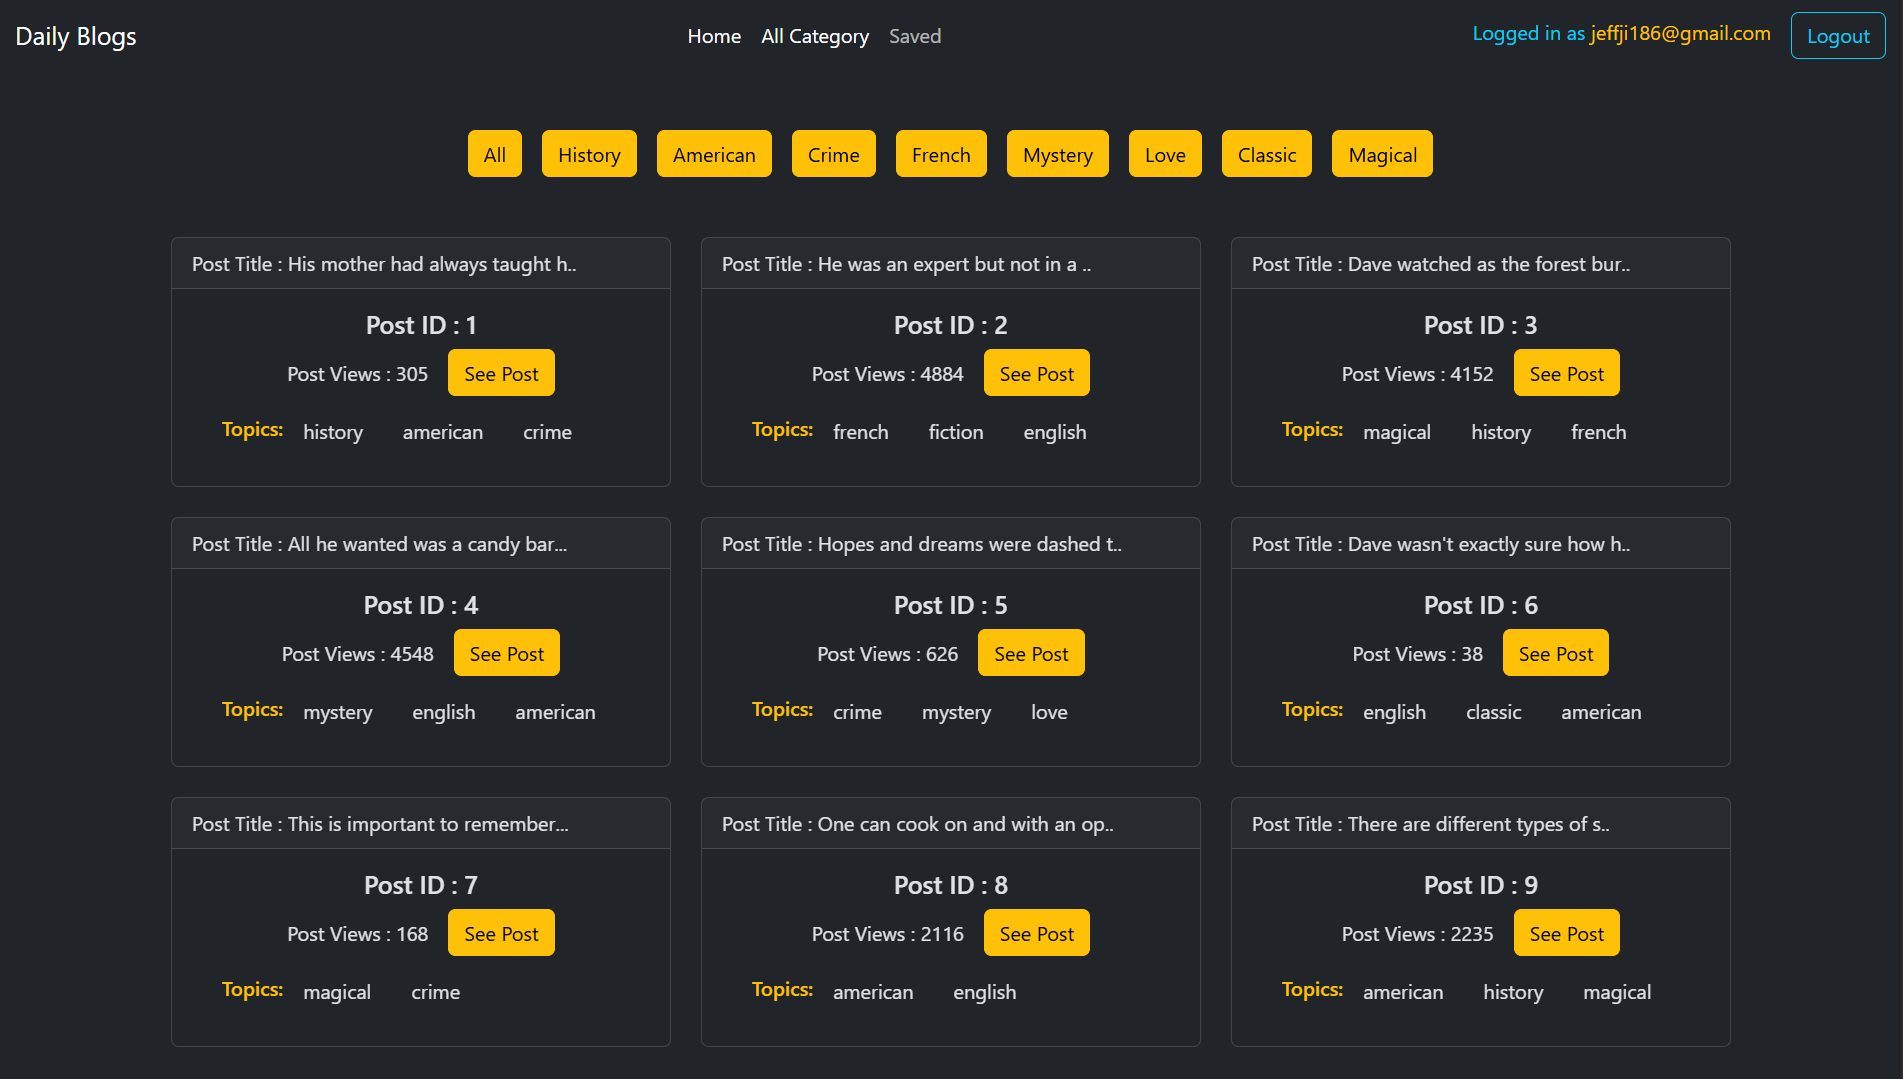 Daily Blogs
Home All Category Saved
Logged in as jeffji186@gmail.com Logout
All History American Crime French Mystery Love Classic Magical
Post Title : His mother had always taught h..
Post ID : 1
Post Views : 305 See Post
Topics: history american crime
Post Title : He was an expert but not in a ..
Post ID : 2
Post Views : 4884 See Post
Topics: french fiction english
Post Title : Dave watched as the forest bur..
Post ID : 3
Post Views : 4152 See Post
Topics: magical history french
Post Title : All he wanted was a candy bar...
Post ID : 4
Post Views : 4548 See Post
Topics: mystery english american
Post Title : Hopes and dreams were dashed t..
Post ID : 5
Post Views : 626 See Post
Topics: crime mystery love
Post Title : Dave wasn't exactly sure how h..
Post ID : 6
Post Views : 38 See Post
Topics: english classic american
Post Title : This is important to remember...
Post ID : 7
Post Views : 168 See Post
Topics: magical crime
Post Title : One can cook on and with an op..
Post ID : 8
Post Views : 2116 See Post
Topics: american english
Post Title : There are different types of s..
Post ID : 9
Post Views : 2235 See Post
Topics: american history magical